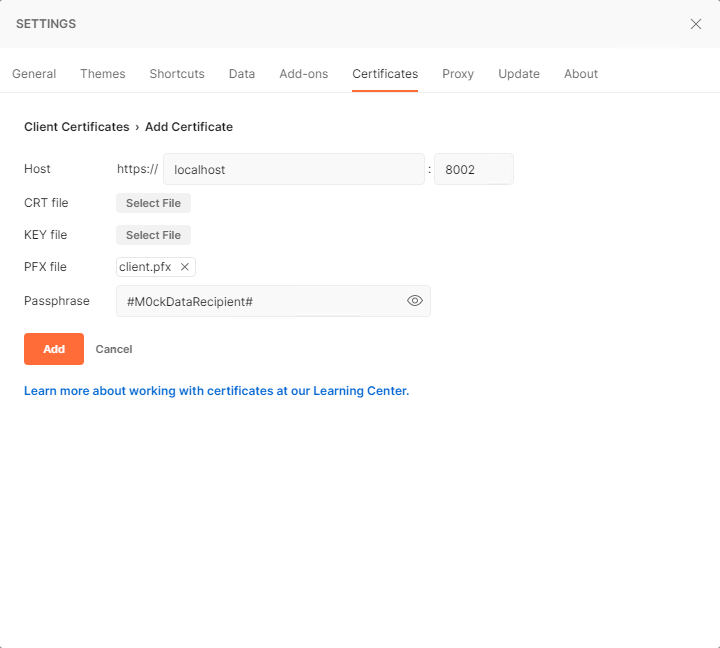 SETTINGS
General Themes Shortcuts Data Add-ons Certificates Proxy Update About
Client Certificates › Add Certificate
Host https:// localhost : 8002
CRT file Select File
KEY file Select File
PFX file client.pfx
Passphrase #M0ckDataRecipient#
Add Cancel
Learn more about working with certificates at our Learning Center.